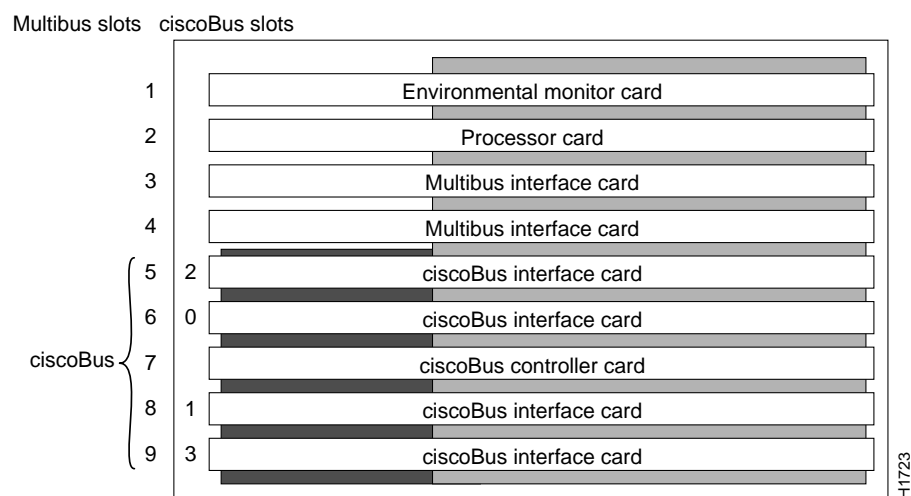 Multibus slots ciscoBus slots
1 Environmental monitor card
2 Processor card
3 Multibus interface card
4 Multibus interface card
5 2 ciscoBus interface card
6 0 ciscoBus interface card
ciscoBus 7 ciscoBus controller card
8 1 ciscoBus interface card
9 3 ciscoBus interface card
H1723